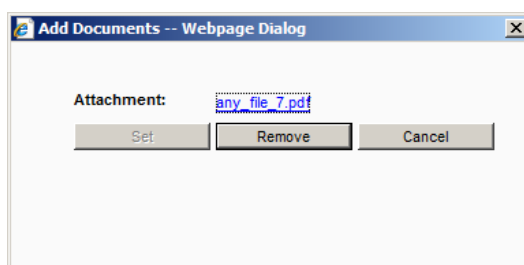 Add Documents -- Webpage Dialog
Attachment: any_file_7.pdf
Set Remove Cancel